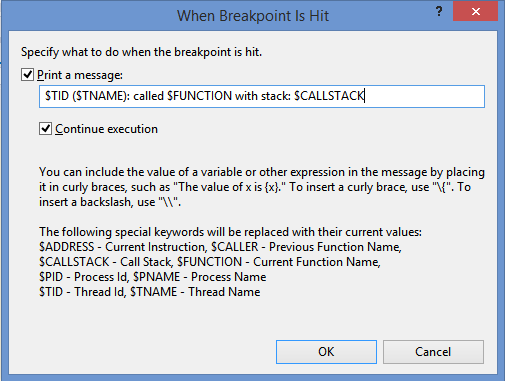 When Breakpoint Is Hit
?
Specify what to do when the breakpoint is hit.
Print a message:
$TID ($TNAME): called $FUNCTION with stack: $CALLSTACK
Continue execution
You can include the value of a variable or other expression in the message by placing
it in curly braces, such as "The value of x is {x}." To insert a curly brace, use "\{". To
insert a backslash, use "\\".
The following special keywords will be replaced with their current values:
$ADDRESS - Current Instruction, $CALLER - Previous Function Name,
$CALLSTACK - Call Stack, $FUNCTION - Current Function Name,
$PID - Process Id, $PNAME - Process Name
$TID - Thread Id, $TNAME - Thread Name
OK
Cancel